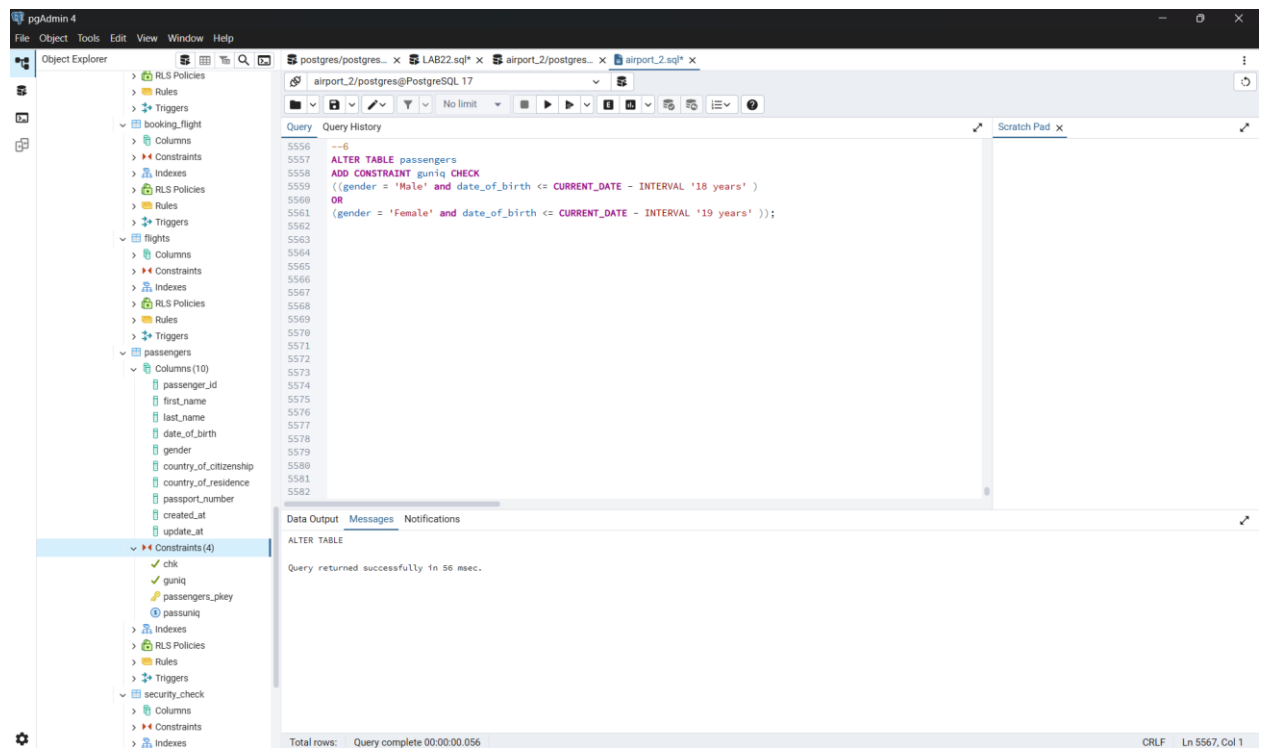 pgAdmin 4
File Object Tools Edit View Window Help
Object Explorer
postgres/postgres... LAB22.sql* airport_2/postgres... airport_2.sql*
airport_2/postgres@PostgreSQL 17
No limit
Query Query History
Scratch Pad
RLS Policies
Rules
Triggers
booking_flight
Columns
Constraints
Indexes
RLS Policies
Rules
Triggers
flights
Columns
Constraints
Indexes
RLS Policies
Rules
Triggers
passengers
Columns (10)
passenger_id
first_name
last_name
date_of_birth
gender
country_of_citizenship
country_of_residence
passport_number
created_at
update_at
Constraints (4)
chk
guniq
passengers_pkey
passuniq
Indexes
RLS Policies
Rules
Triggers
security_check
Columns
Constraints
Indexes
5556 --6
5557 ALTER TABLE passengers
5558 ADD CONSTRAINT guniq CHECK
5559 ((gender = 'Male' and date_of_birth <= CURRENT_DATE - INTERVAL '18 years' )
5560 OR
5561 (gender = 'Female' and date_of_birth <= CURRENT_DATE - INTERVAL '19 years' ));
5562
5563
5564
5565
5566
5567
5568
5569
5570
5571
5572
5573
5574
5575
5576
5577
5578
5579
5580
5581
5582
Data Output Messages Notifications
ALTER TABLE
Query returned successfully in 56 msec.
Total rows: Query complete 00:00:00.056
CRLF Ln 5567, Col 1